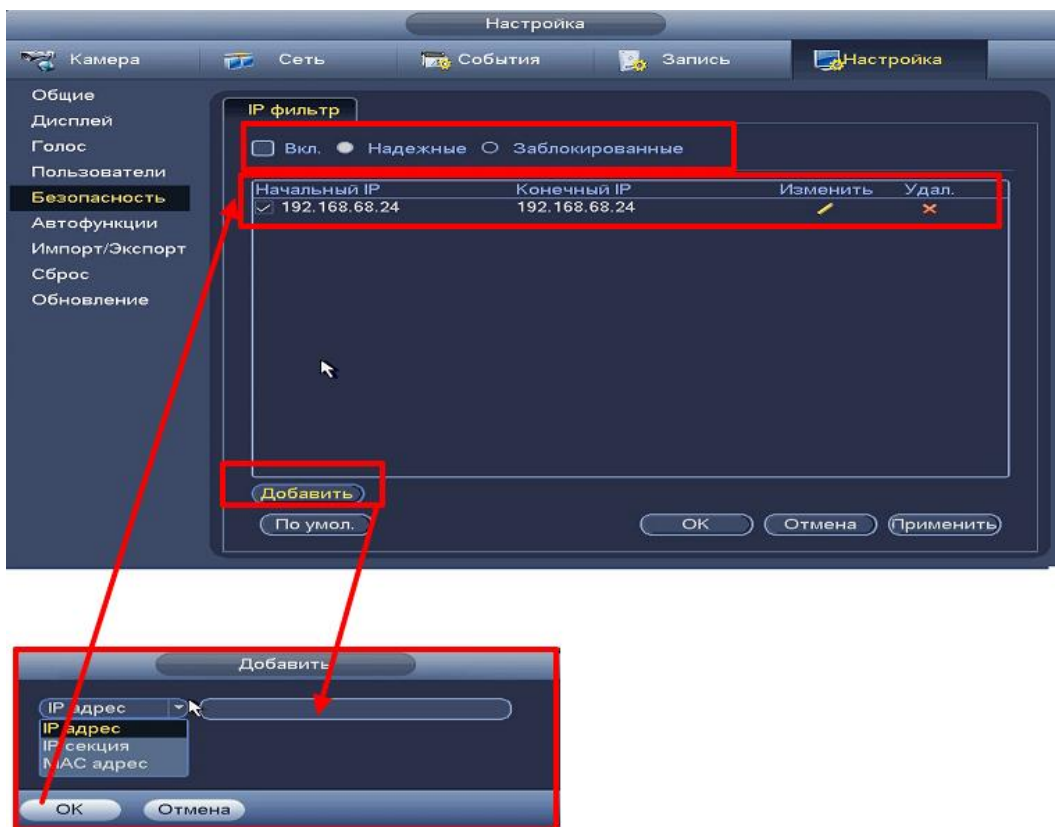 Настройка
Камера Сеть События Запись Настройка
Общие
Дисплей
Голос
Пользователи
Безопасность
Автофункции
Импорт/Экспорт
Сброс
Обновление
IP фильтр
Вкл. Надежные Заблокированные
Начальный IP Конечный IP Изменить Удал.
192.168.68.24 192.168.68.24
Добавить
По умол. OK Отмена Применить
Добавить
IP адрес
IP адрес
IP секция
MAC адрес
OK Отмена